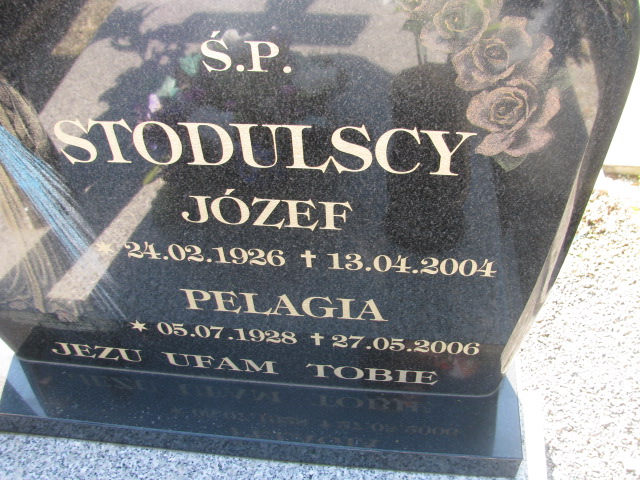 Ś.P.
STODULSCY
JÓZEF
* 24.02.1926 ✝ 13.04.2004
PELAGIA
* 05.07.1928 ✝ 27.05.2006
JEZU UFAM TOBIE